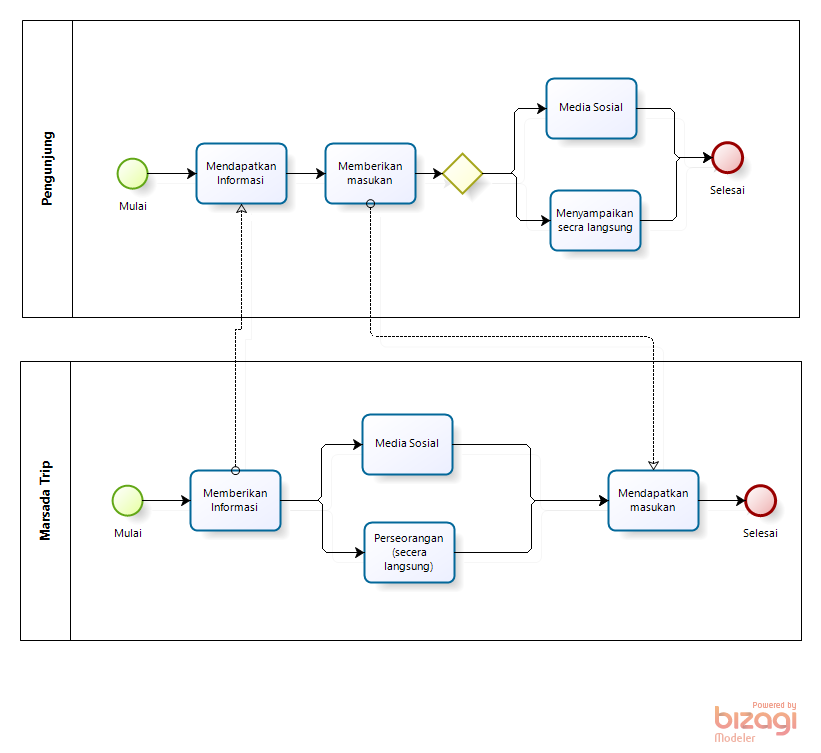 Pengunjung
Mulai
Mendapatkan
Informasi
Memberikan
masukan
Media Sosial
Menyampaikan
secra langsung
Selesai
Marsada Trip
Mulai
Memberikan
Informasi
Media Sosial
Perseorangan
(secera
langsung)
Mendapatkan
masukan
Selesai
Powered by
bizagi
Modeler